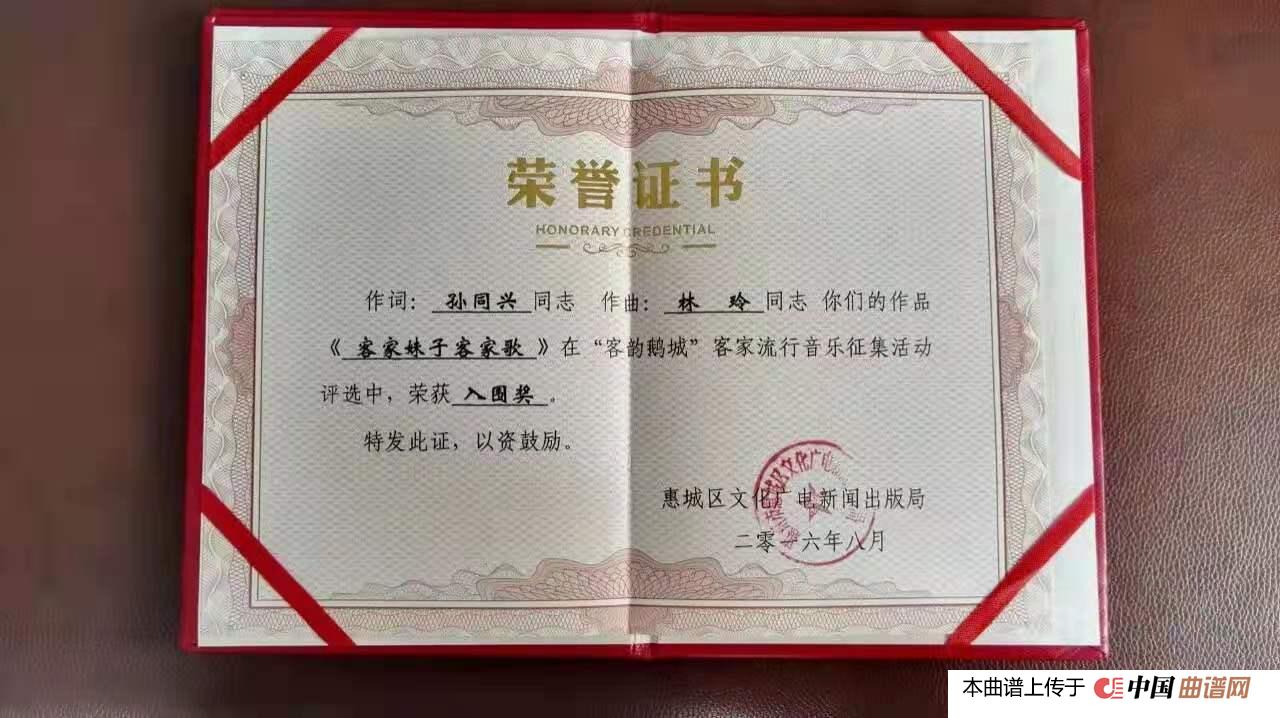 荣誉证书
HONORARY CREDENTIAL
作词：孙同兴同志 作曲：林 玲同志 你们的作品
《客家妹子客家歌》在“客韵鹅城”客家流行音乐征集活动
评选中，荣获入围奖。
特发此证，以资鼓励。
惠城区文化广电新闻出版局
二零一六年八月
本曲谱上传于 中国曲谱网